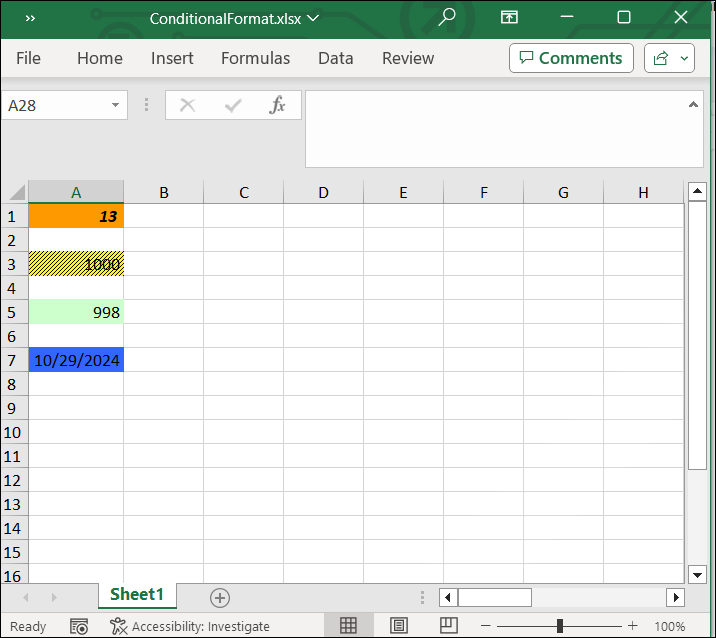 »
ConditionalFormat.xlsx
File Home Insert Formulas Data Review Comments
A28 fx
A B C D E F G H
1 13
2
3 1000
4
5 998
6
7 10/29/2024
8
9
10
11
12
13
14
15
16
Sheet1
Ready Accessibility: Investigate 100%